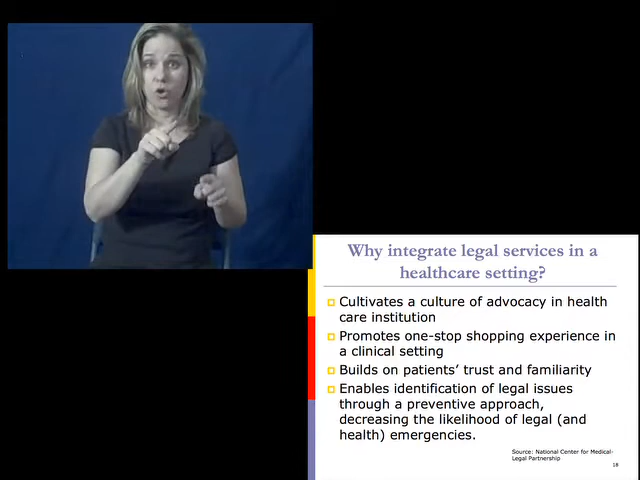 Why integrate legal services in a
healthcare setting?
Cultivates a culture of advocacy in health
care institution
Promotes one-stop shopping experience in
a clinical setting
Builds on patients’ trust and familiarity
Enables identification of legal issues
through a preventive approach,
decreasing the likelihood of legal (and
health) emergencies.
Source: National Center for Medical-
Legal Partnership
18